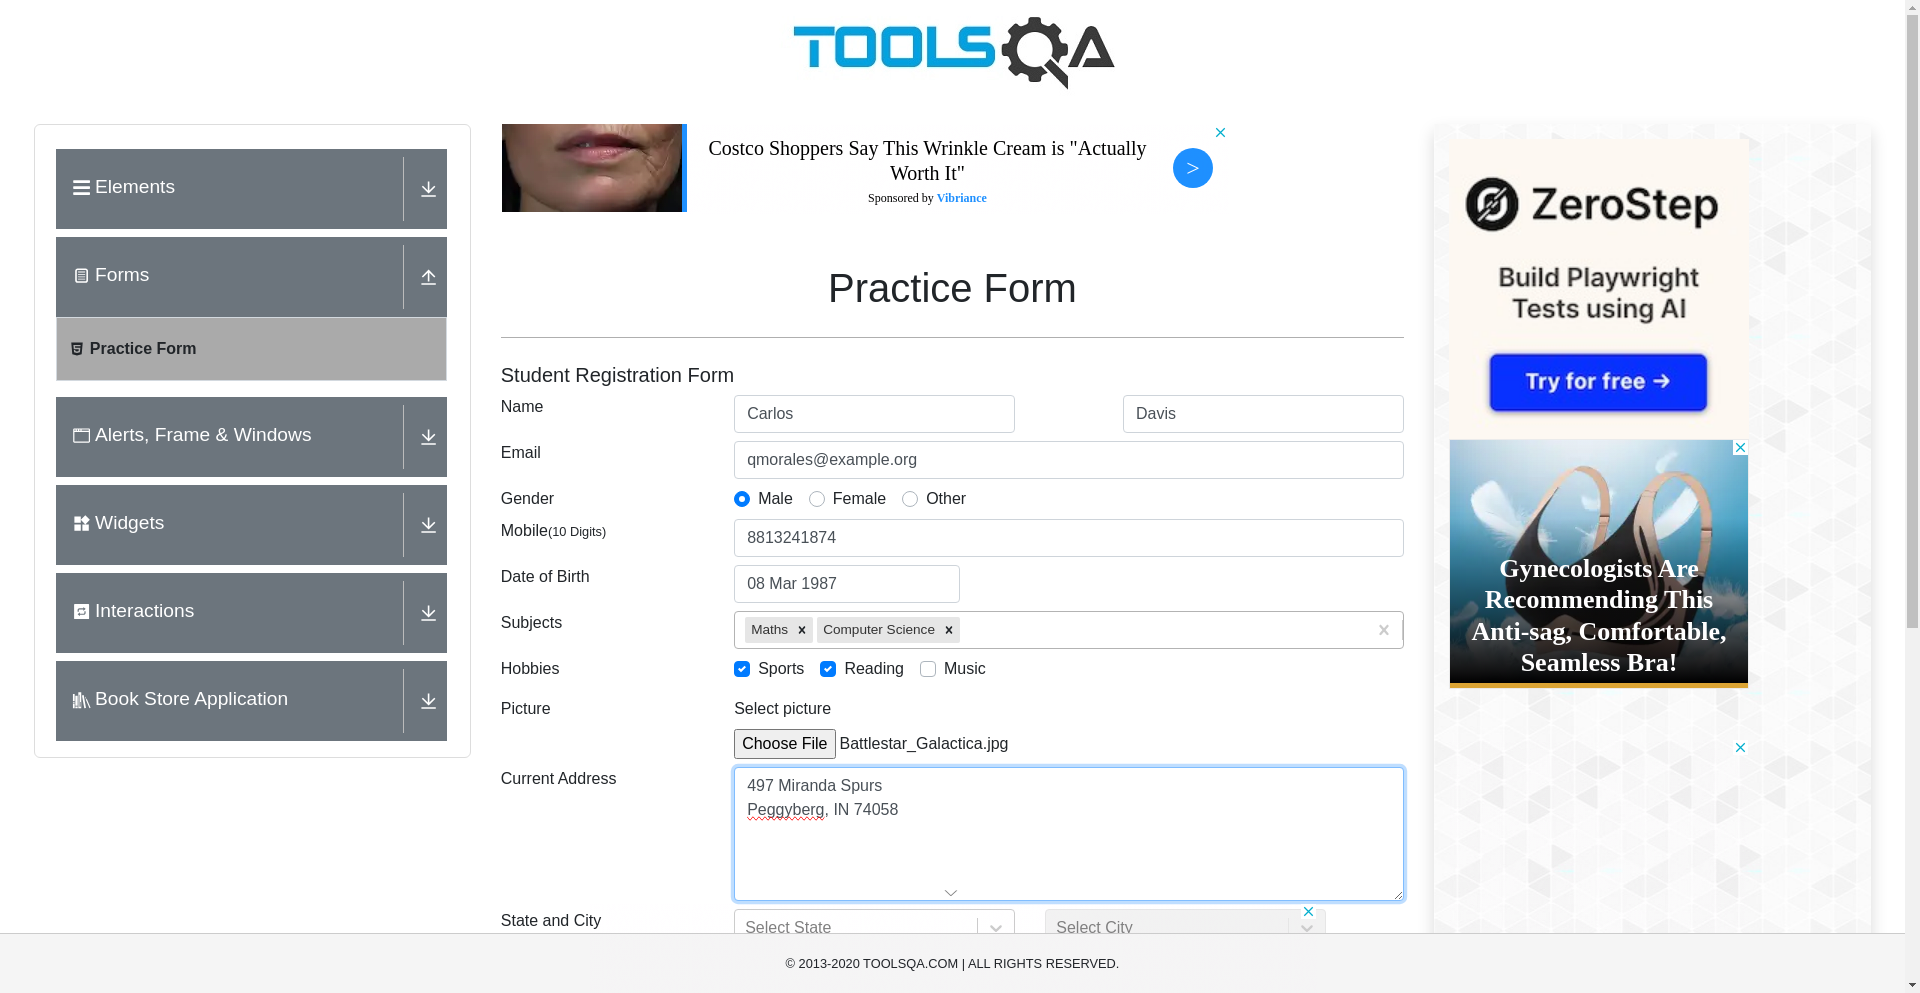 TOOLSQA
Elements
Forms
Practice Form
Alerts, Frame & Windows
Widgets
Interactions
Book Store Application
Costco Shoppers Say This Wrinkle Cream is "Actually
Worth It"
Sponsored by Vibriance
>
Practice Form
Student Registration Form
Name
Carlos
Davis
Email
qmorales@example.org
Gender
Male
Female
Other
Mobile(10 Digits)
8813241874
Date of Birth
08 Mar 1987
Subjects
Maths
Computer Science
Hobbies
Sports
Reading
Music
Picture
Select picture
Choose File Battlestar_Galactica.jpg
Current Address
497 Miranda Spurs
Peggyberg, IN 74058
State and City
Select State
Select City
ZeroStep
Build Playwright
Tests using AI
Try for free →
Gynecologists Are
Recommending This
Anti-sag, Comfortable,
Seamless Bra!
© 2013-2020 TOOLSQA.COM | ALL RIGHTS RESERVED.